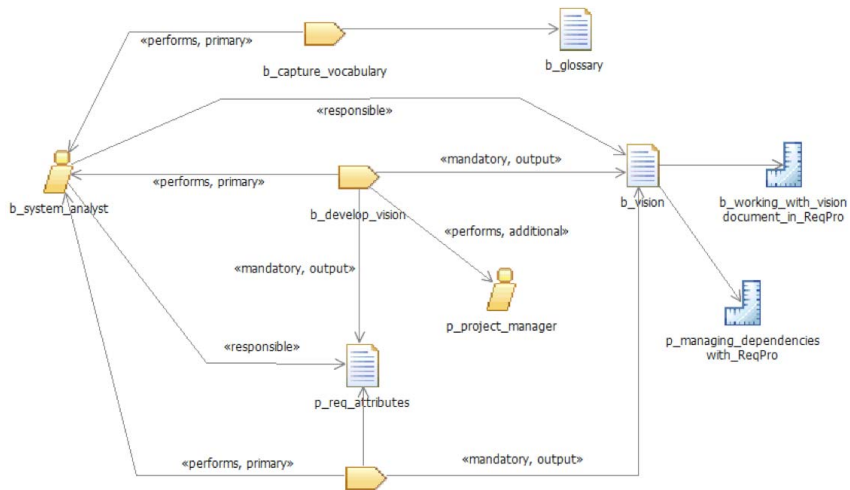 «performs, primary»
b_capture_vocabulary
b_glossary
«responsible»
«mandatory, output»
«performs, primary»
b_system_analyst
b_develop_vision
b_vision
b_working_with_vision
document_in_ReqPro
«performs, additional»
«mandatory, output»
p_project_manager
p_managing_dependencies
with_ReqPro
«responsible»
p_req_attributes
«performs, primary»
«mandatory, output»